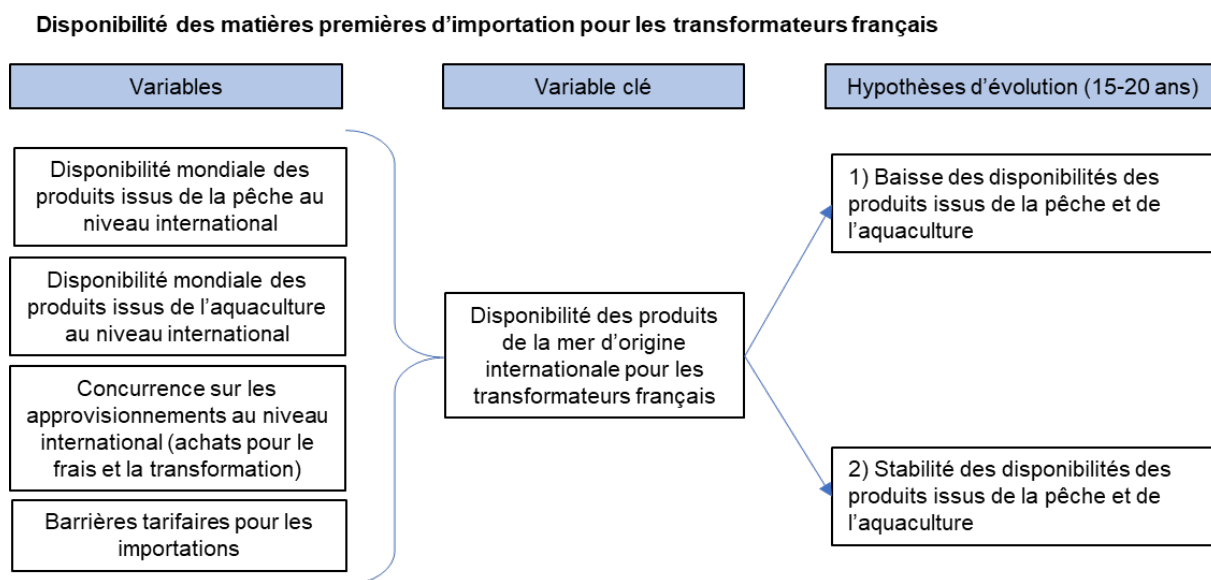 Disponibilité des matières premières d’importation pour les transformateurs français
Variables
Variable clé
Hypothèses d’évolution (15-20 ans)
Disponibilité mondiale des
produits issus de la pêche au
niveau international
Disponibilité mondiale des
produits issus de l’aquaculture
au niveau international
Concurrence sur les
approvisionnements au niveau
international (achats pour le
frais et la transformation)
Barrières tarifaires pour les
importations
Disponibilité des produits
de la mer d’origine
internationale pour les
transformateurs français
1) Baisse des disponibilités des
produits issus de la pêche et de
l’aquaculture
2) Stabilité des disponibilités des
produits issus de la pêche et de
l’aquaculture